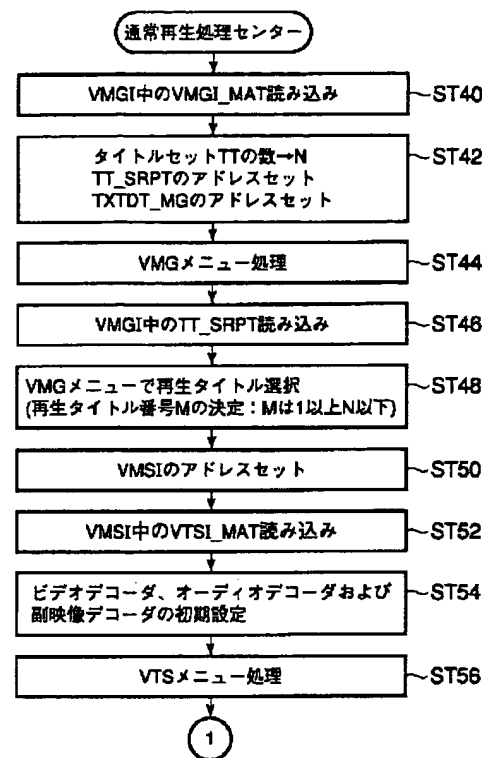 通常再生処理センター
VMGI中のVMGI_MAT読み込み
ST40
タイトルセットTTの数→N
TT_SRPTのアドレスセット
TXTDT_MGのアドレスセット
ST42
VMGメニュー処理
ST44
VMGI中のTT_SRPT読み込み
ST46
VMGメニューで再生タイトル選択
(再生タイトル番号Mの決定：Mは1以上N以下)
ST48
VMSIのアドレスセット
ST50
VMSI中のVTSI_MAT読み込み
ST52
ビデオデコーダ、オーディオデコーダおよび
副映像デコーダの初期設定
ST54
VTSメニュー処理
ST56
1